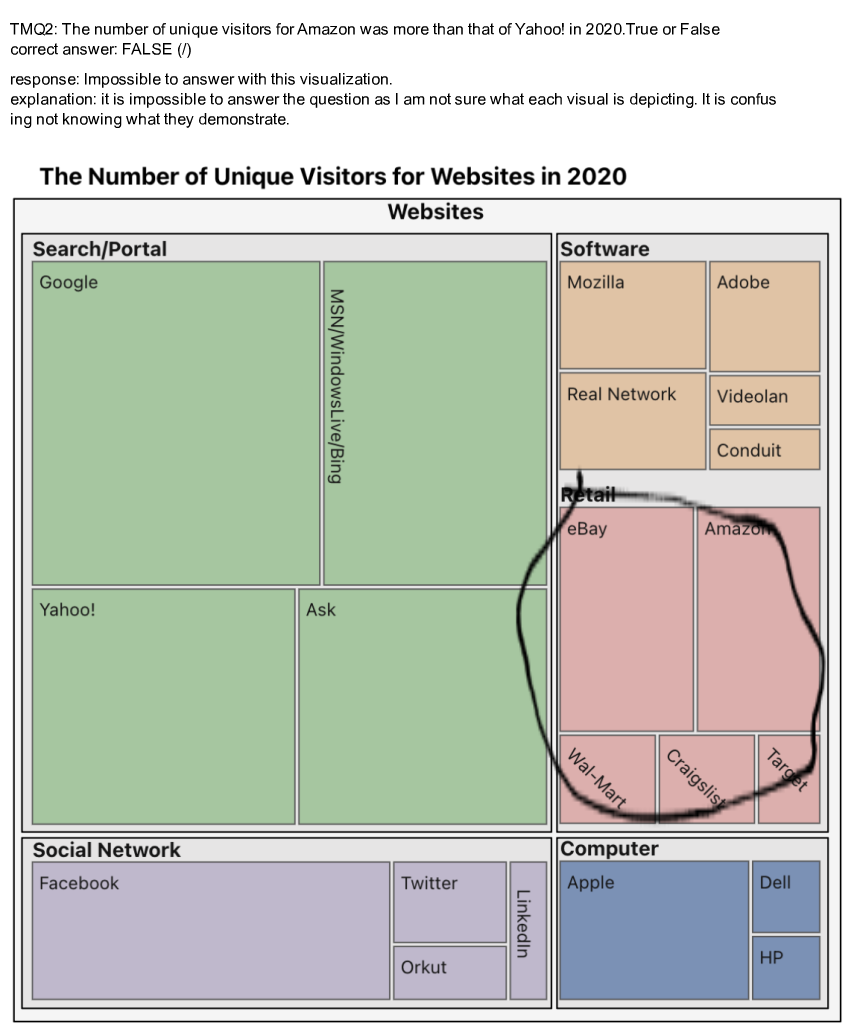 TMQ2: The number of unique visitors for Amazon was more than that of Yahoo! in 2020.True or False
correct answer: FALSE (/)
response: Impossible to answer with this visualization.
explanation: it is impossible to answer the question as I am not sure what each visual is depicting. It is confus
ing not knowing what they demonstrate.
The Number of Unique Visitors for Websites in 2020
Websites
Search/Portal
Google
MSN/WindowsLive/Bing
Yahoo!
Ask
Software
Mozilla
Adobe
Real Network
Videolan
Conduit
Retail
eBay
Amazon
Wal-Mart
Craigslist
Target
Social Network
Facebook
Twitter
Orkut
LinkedIn
Computer
Apple
Dell
HP